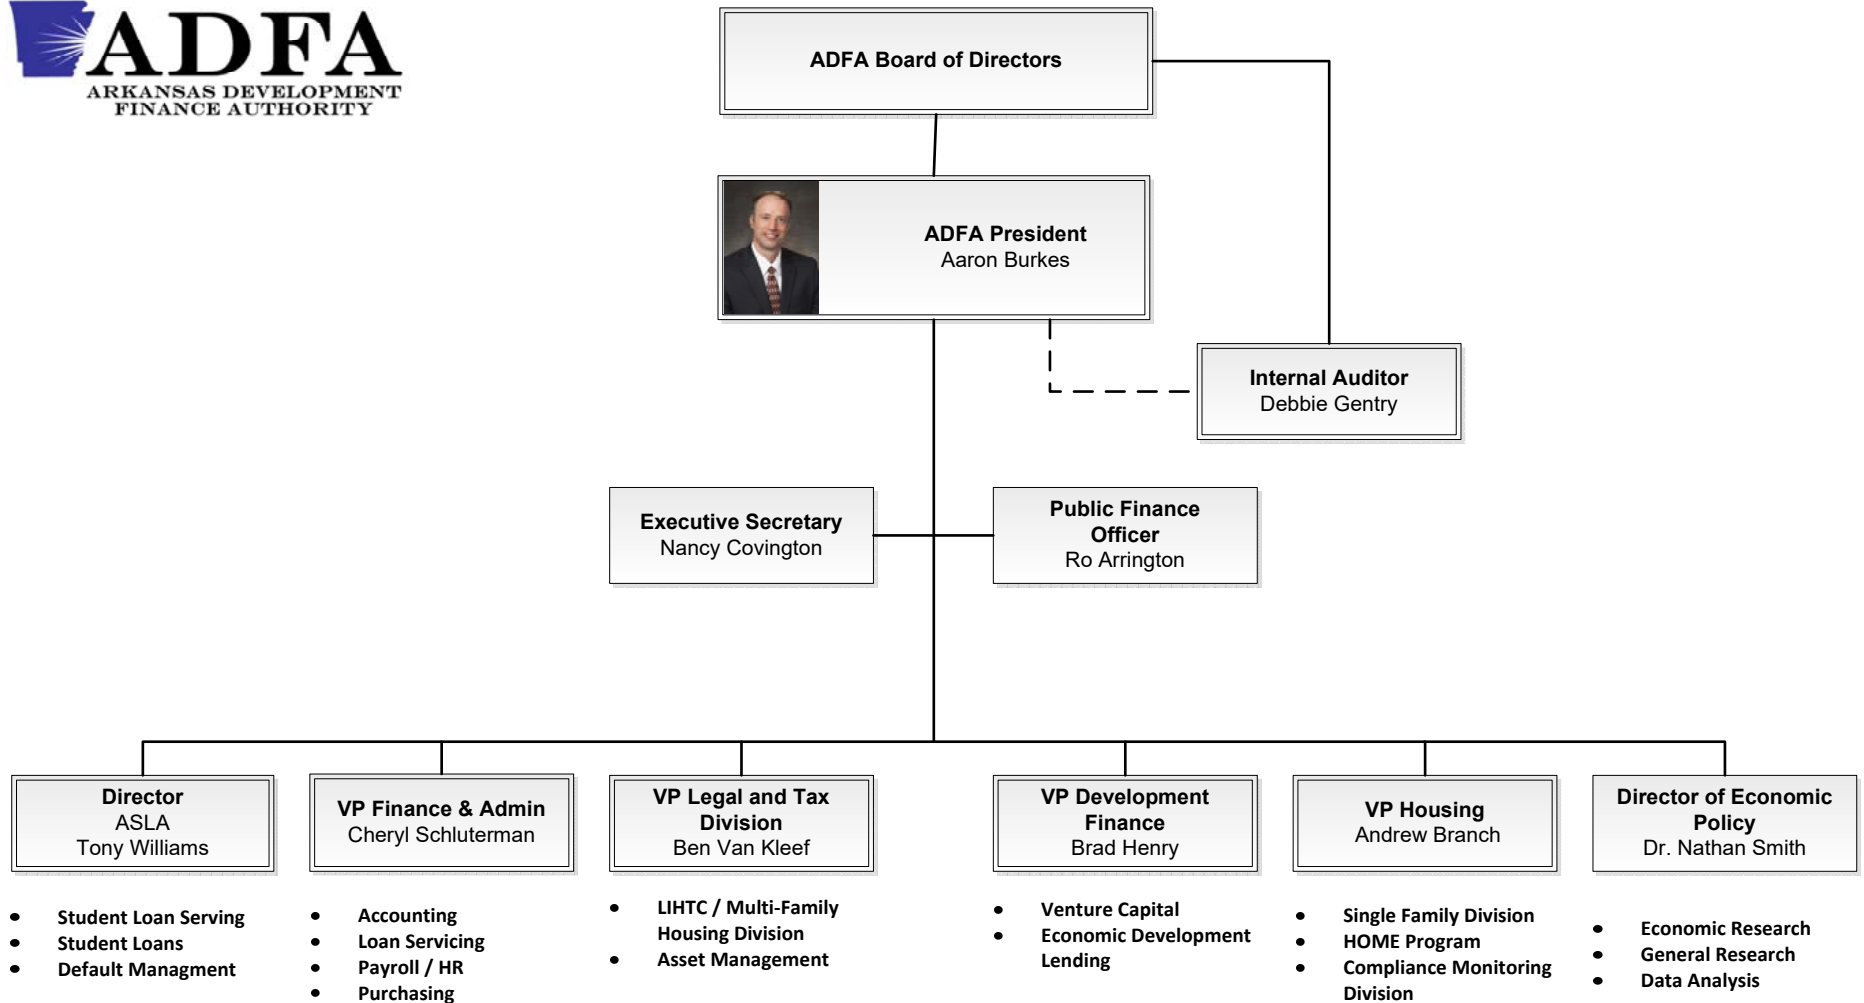 ADFA
ARKANSAS DEVELOPMENT
FINANCE AUTHORITY
ADFA Board of Directors
ADFA President
Aaron Burkes
Internal Auditor
Debbie Gentry
Executive Secretary
Nancy Covington
Public Finance
Officer
Ro Arrington
Director
ASLA
Tony Williams
VP Finance & Admin
Cheryl Schluterman
VP Legal and Tax
Division
Ben Van Kleef
VP Development
Finance
Brad Henry
VP Housing
Andrew Branch
Director of Economic
Policy
Dr. Nathan Smith
• Student Loan Serving
• Student Loans
• Default Managment
• Accounting
• Loan Servicing
• Payroll / HR
• Purchasing
• LIHTC / Multi-Family
Housing Division
• Asset Management
• Venture Capital
• Economic Development
Lending
• Single Family Division
• HOME Program
• Compliance Monitoring
Division
• Economic Research
• General Research
• Data Analysis